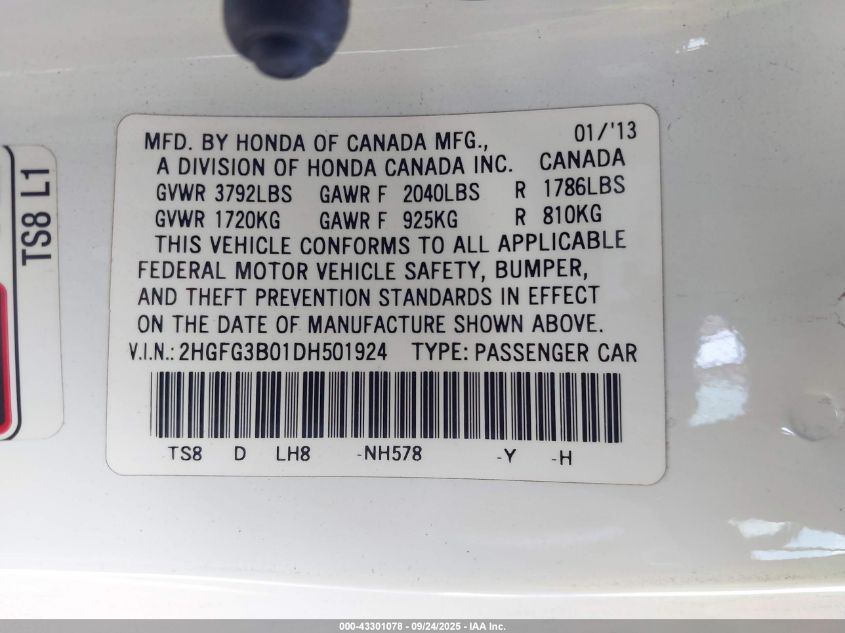 MFD. BY HONDA OF CANADA MFG., 01/'13
A DIVISION OF HONDA CANADA INC. CANADA
GVWR 3792LBS GAWR F 2040LBS R 1786LBS
GVWR 1720KG GAWR F 925KG R 810KG
THIS VEHICLE CONFORMS TO ALL APPLICABLE
FEDERAL MOTOR VEHICLE SAFETY, BUMPER,
AND THEFT PREVENTION STANDARDS IN EFFECT
ON THE DATE OF MANUFACTURE SHOWN ABOVE.
V.I.N.: 2HGFG3B01DH501924 TYPE: PASSENGER CAR
TS8 D LH8 -NH578 -Y -H
TS8 L1
000-43301078 - 09/24/2025 - IAA Inc.